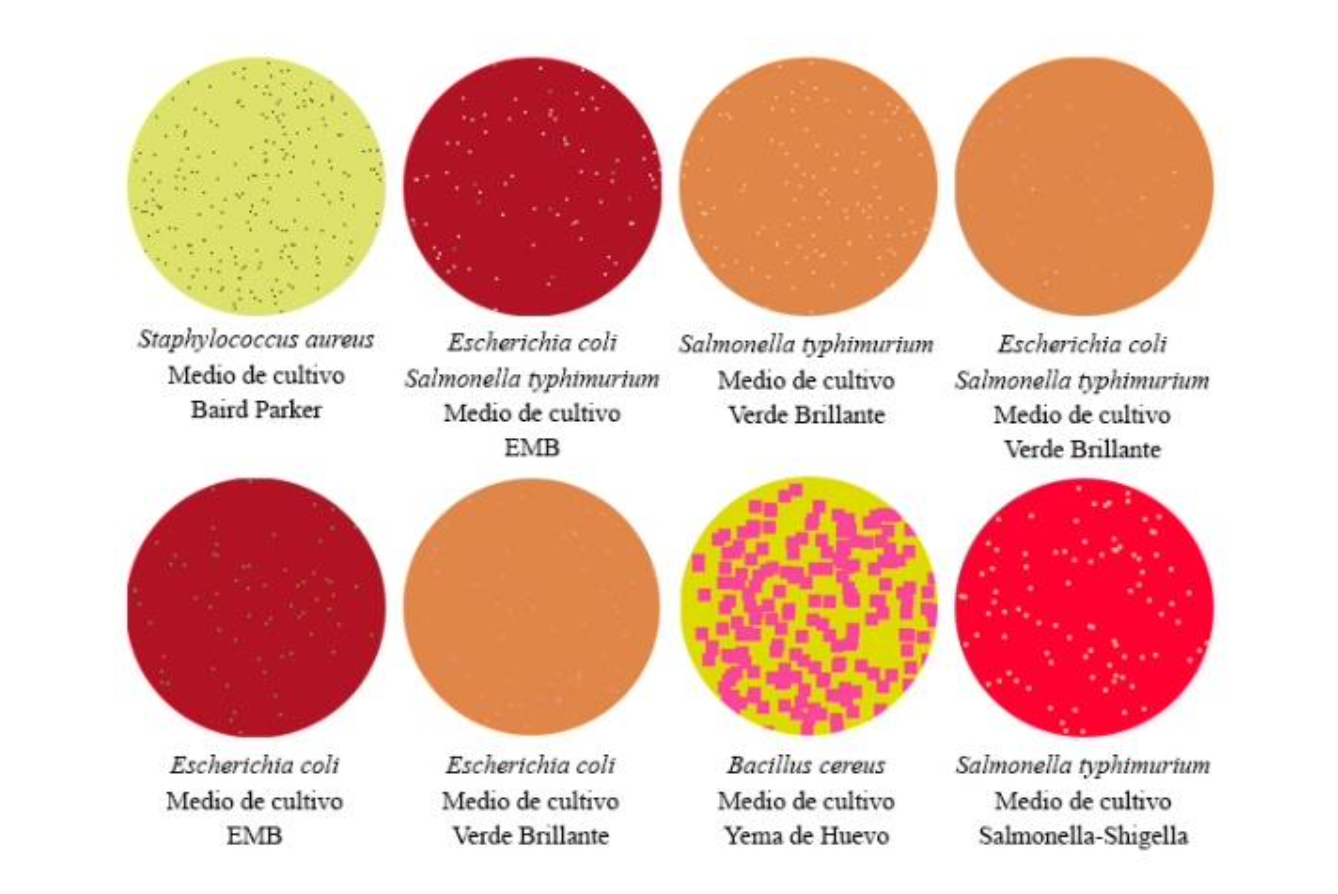 Staphylococcus aureus
Medio de cultivo
Baird Parker
Escherichia coli
Salmonella typhimurium
Medio de cultivo
EMB
Salmonella typhimurium
Medio de cultivo
Verde Brillante
Escherichia coli
Salmonella typhimurium
Medio de cultivo
Verde Brillante
Escherichia coli
Medio de cultivo
EMB
Escherichia coli
Medio de cultivo
Verde Brillante
Bacillus cereus
Medio de cultivo
Yema de Huevo
Salmonella typhimurium
Medio de cultivo
Salmonella-Shigella